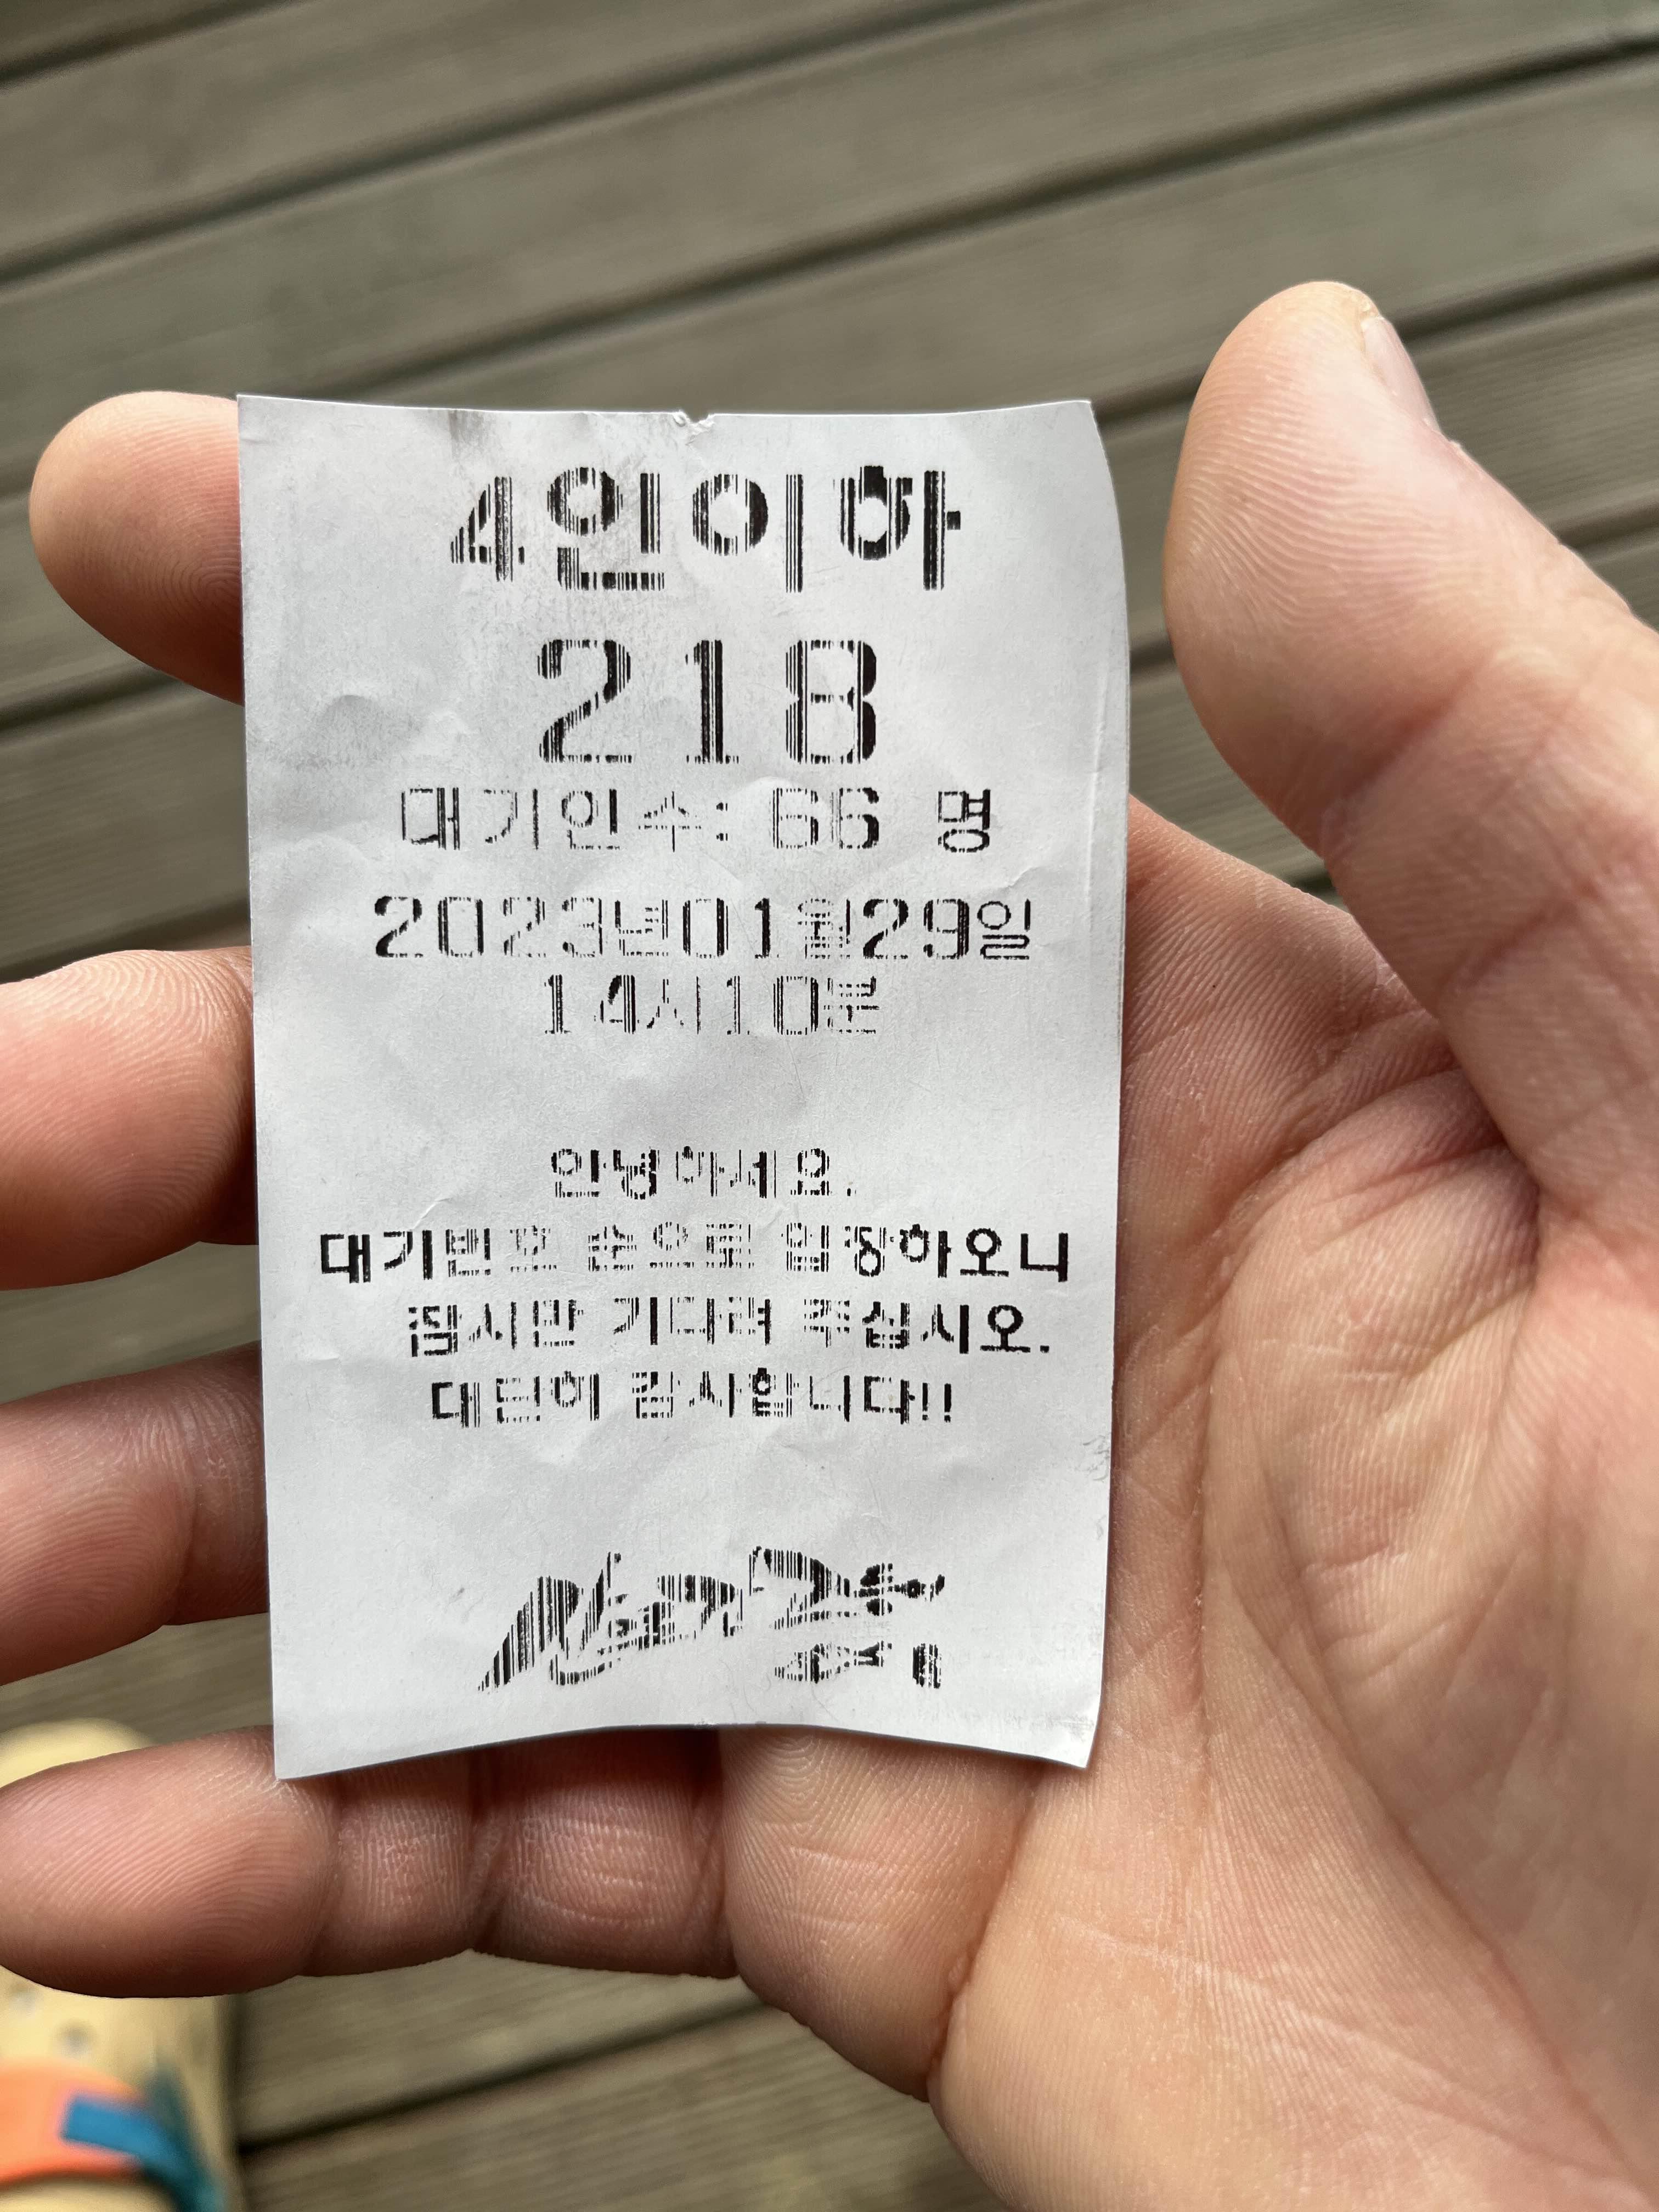 4인이하
218
대기인수: 66 명
2023년01월29일
14시10분
안녕하세요.
대기번호 순으로 입장하오니
잠시만 기다려 주십시오.
대단히 감사합니다!!